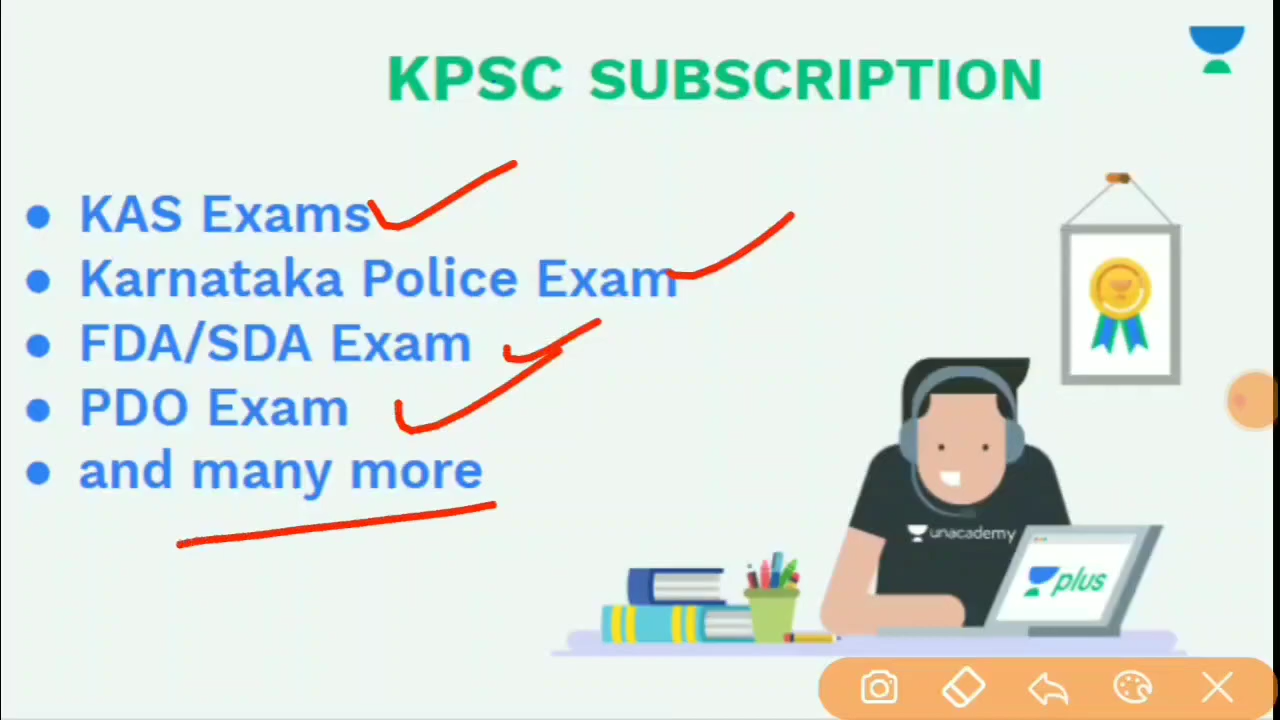 KPSC SUBSCRIPTION
KAS Exams
Karnataka Police Exam
FDA/SDA Exam
PDO Exam
and many more
unacademy
plus